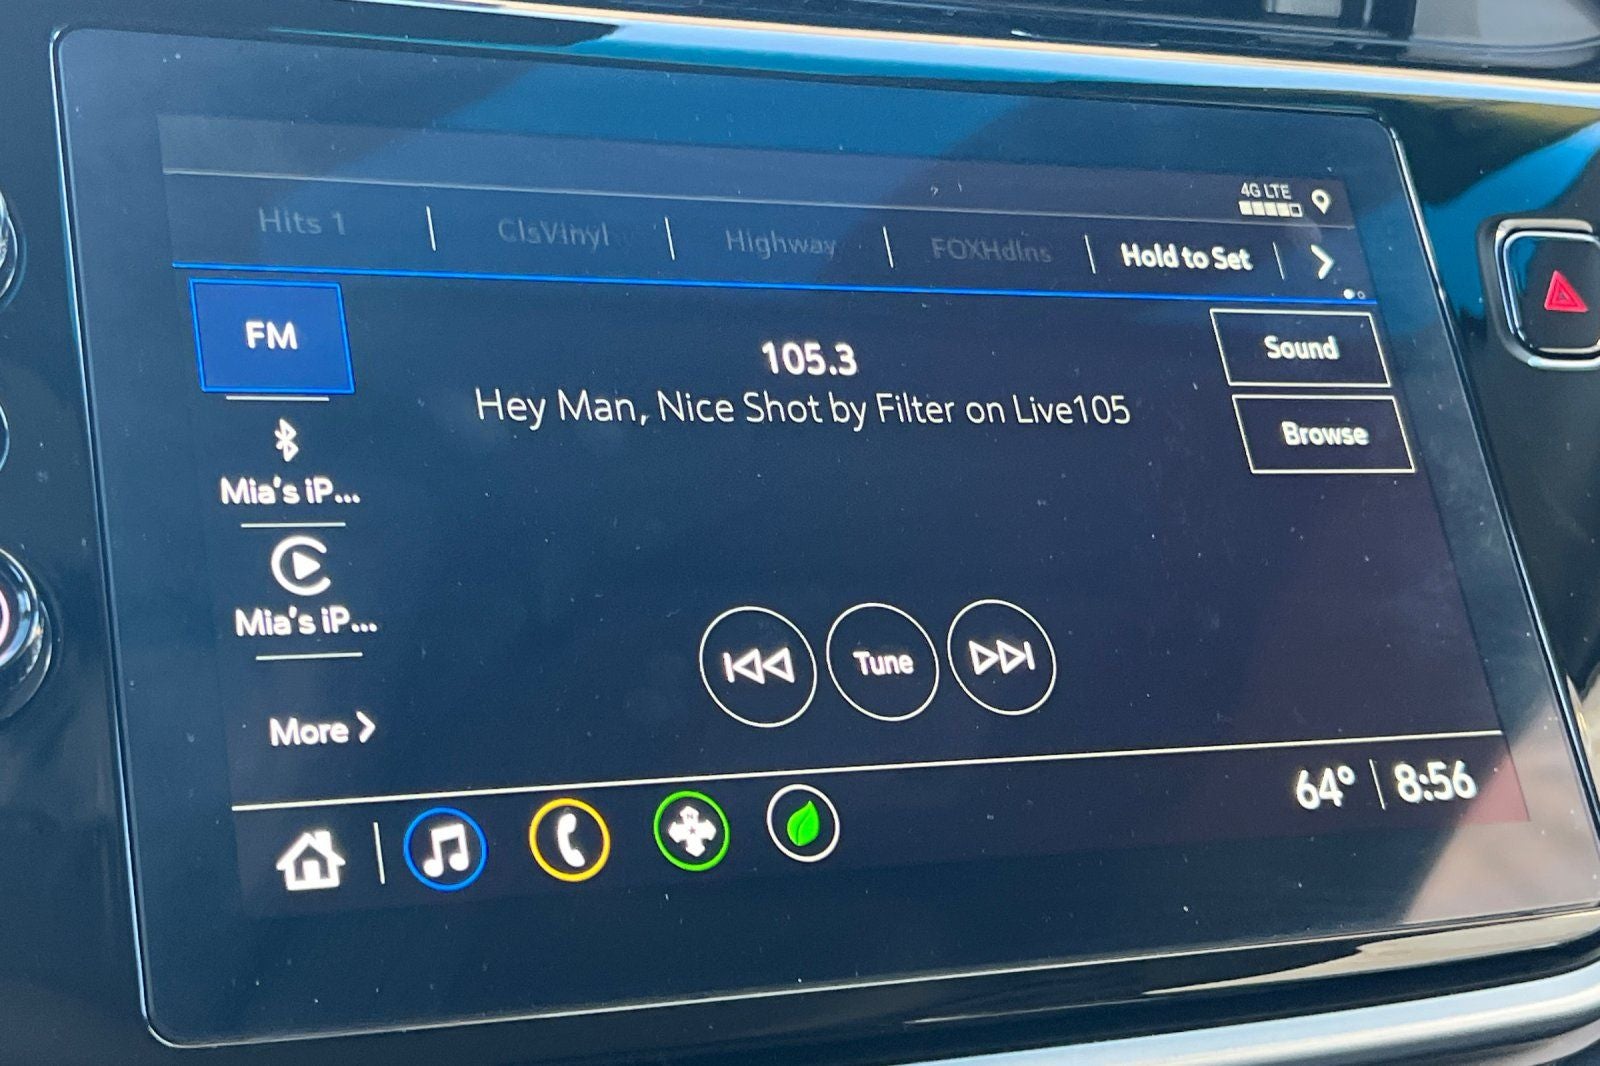 4G LTE
Hits 1 ClsVinyl Highway FOXHdlns Hold to Set
FM
105.3
Hey Man, Nice Shot by Filter on Live105
Sound
Browse
Mia's iP...
Mia's iP...
Tune
More
64° 8:56